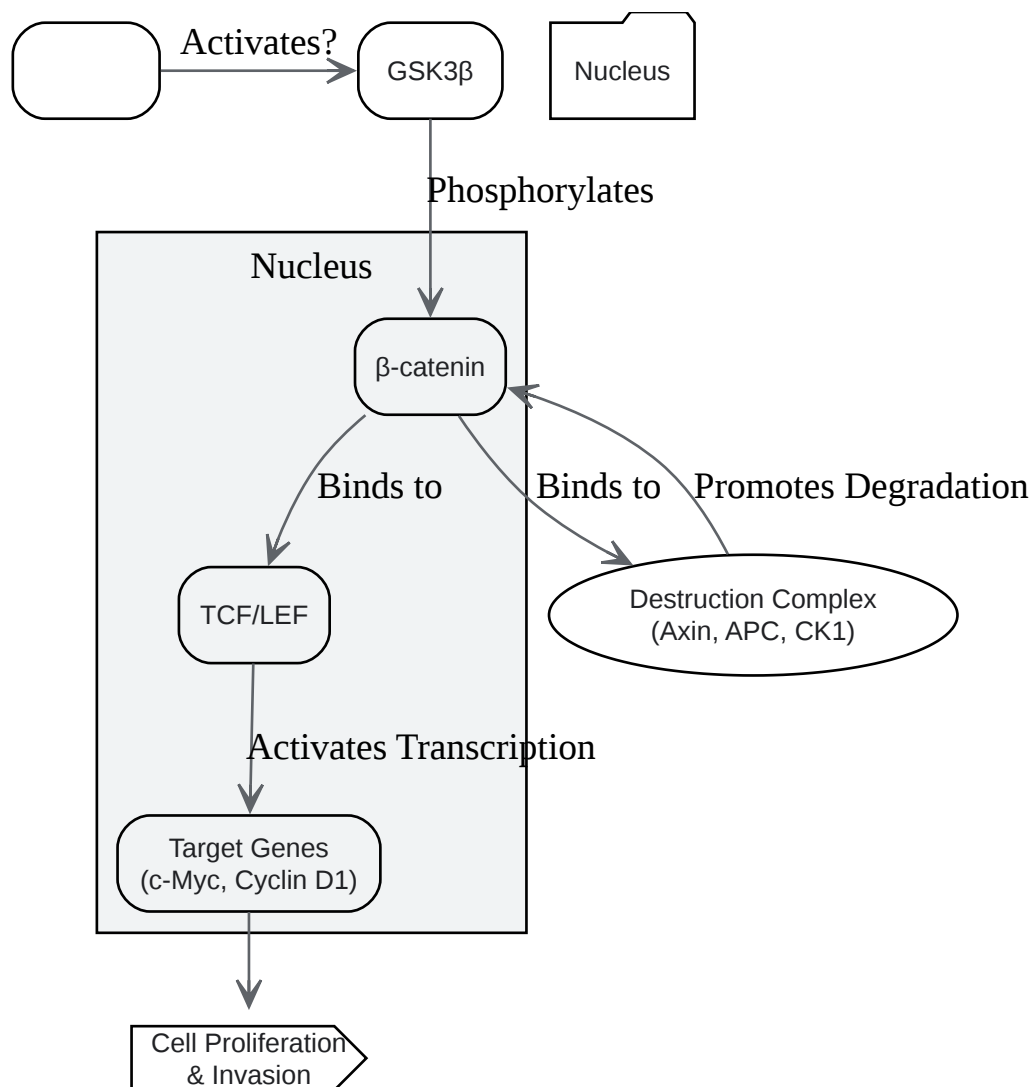 Activates?
GSK3β
Nucleus
Phosphorylates
Nucleus
β-catenin
Binds to
Binds to
Promotes Degradation
TCF/LEF
Destruction Complex
(Axin, APC, CK1)
Activates Transcription
Target Genes
(c-Myc, Cyclin D1)
Cell Proliferation
& Invasion